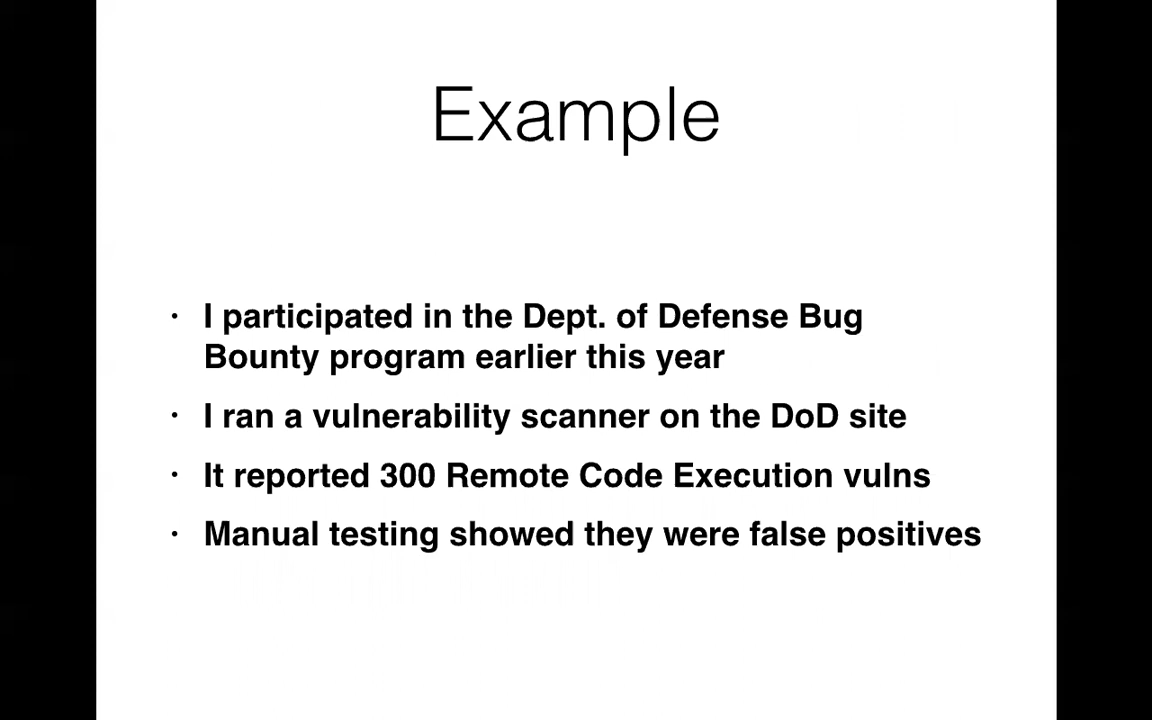 Example
· I participated in the Dept. of Defense Bug
Bounty program earlier this year
· I ran a vulnerability scanner on the DoD site
· It reported 300 Remote Code Execution vulns
· Manual testing showed they were false positives